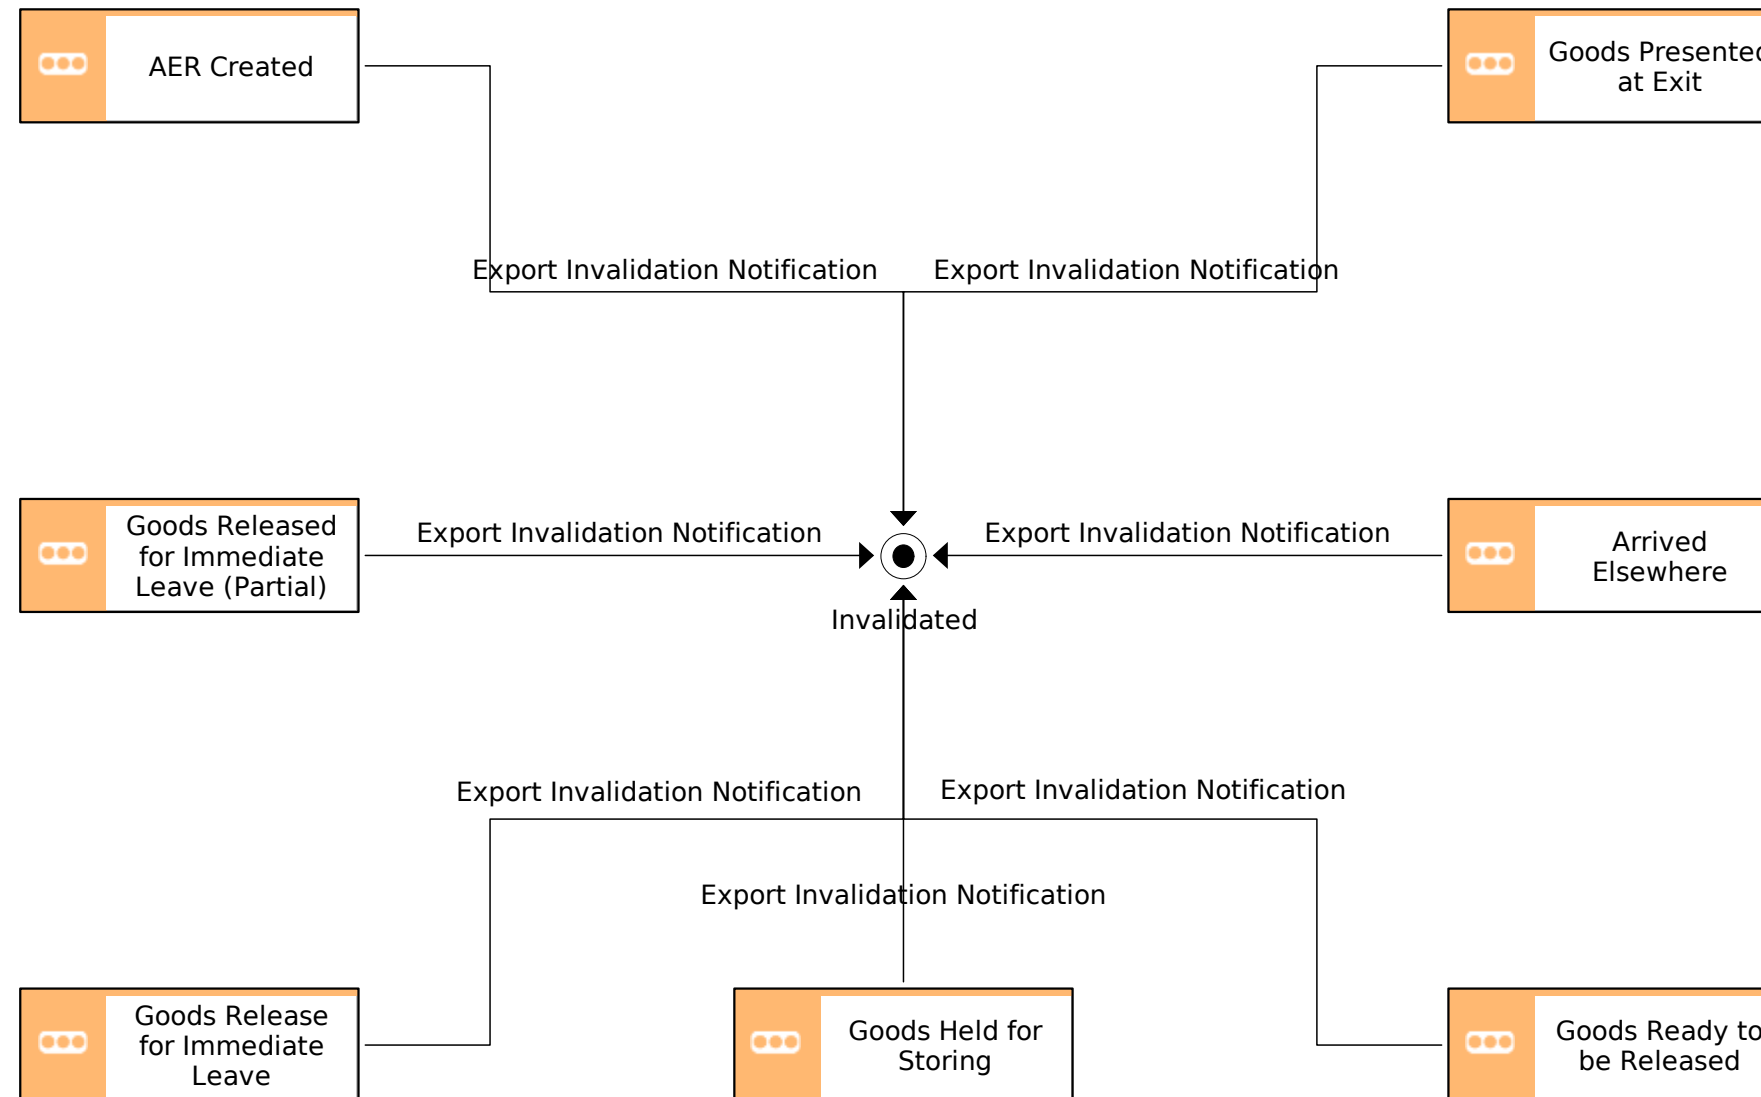 AER Created
Goods Presented
at Exit
Export Invalidation Notification
Export Invalidation Notification
Goods Released
for Immediate
Leave (Partial)
Export Invalidation Notification
Export Invalidation Notification
Arrived
Elsewhere
Invalidated
Export Invalidation Notification
Export Invalidation Notification
Export Invalidation Notification
Goods Release
for Immediate
Leave
Goods Held for
Storing
Goods Ready to
be Released